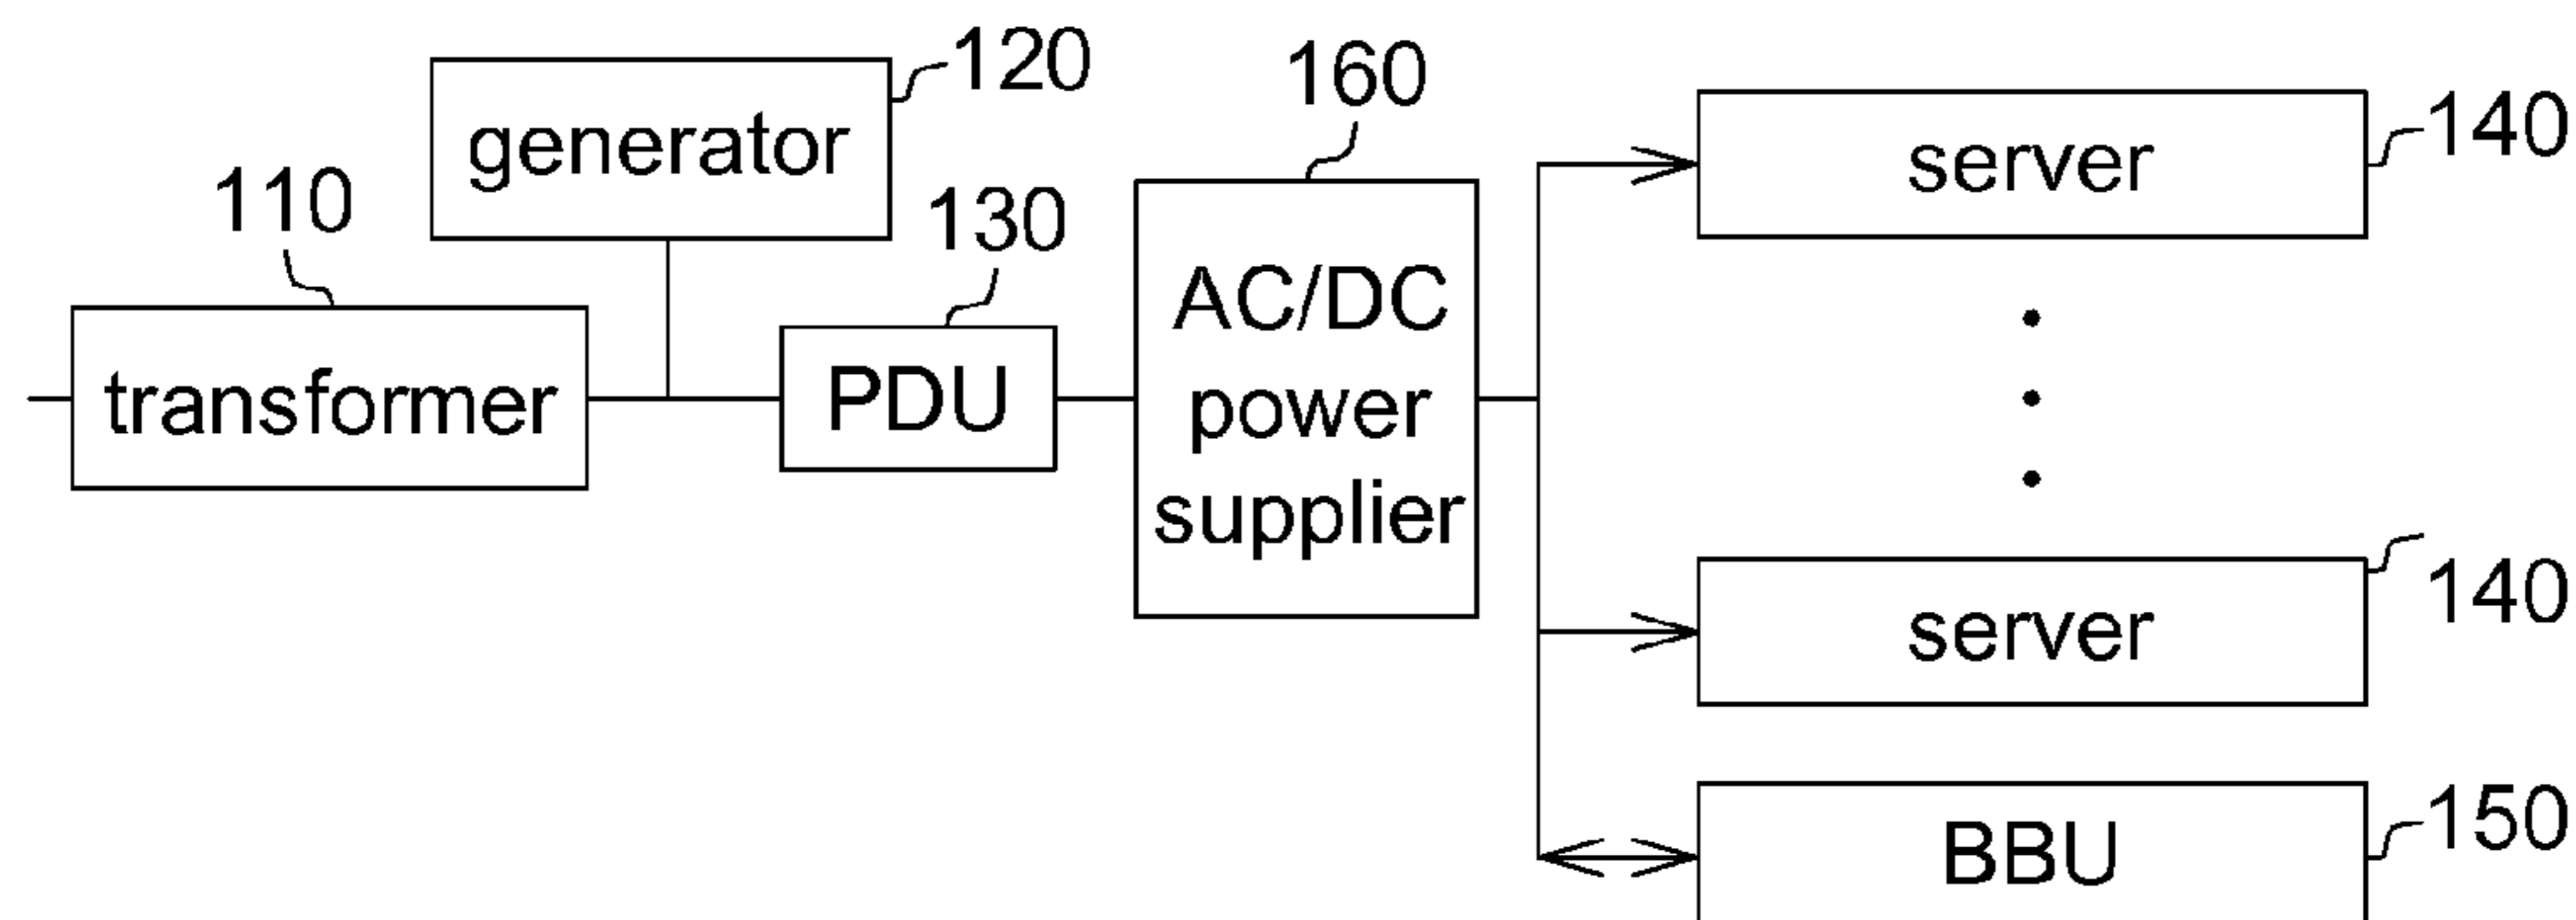 120
generator
110
transformer
130
PDU
160
AC/DC
power
supplier
140
server
140
server
150
BBU